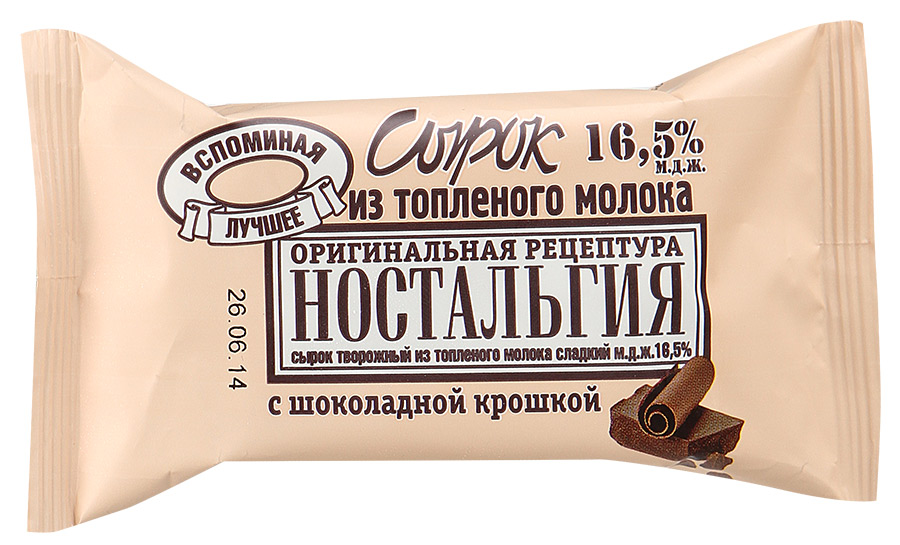 ВСПОМИНАЯ
ЛУЧШЕЕ
Сырок 16,5%
м.д.ж.
из топленого молока
ОРИГИНАЛЬНАЯ РЕЦЕПТУРА
НОСТАЛЬГИЯ
сырок творожный из топленого молока сладкий м.д.ж.16,5%
с шоколадной крошкой
26.06.14